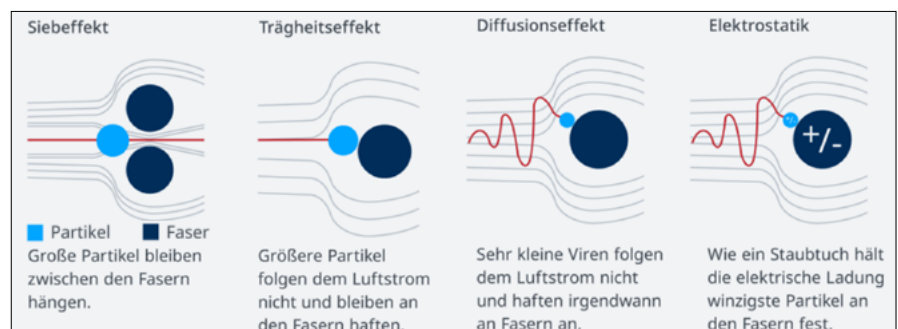 Siebeffekt
Partikel Faser
Große Partikel bleiben
zwischen den Fasern
hängen.
Trägheitseffekt
Größere Partikel
folgen dem Luftstrom
nicht und bleiben an
den Fasern haften.
Diffusionseffekt
Sehr kleine Viren folgen
dem Luftstrom nicht
und haften irgendwann
an Fasern an.
Elektrostatik
+/-
+/-
Wie ein Staubtuch hält
die elektrische Ladung
winzigste Partikel an
den Fasern fest.